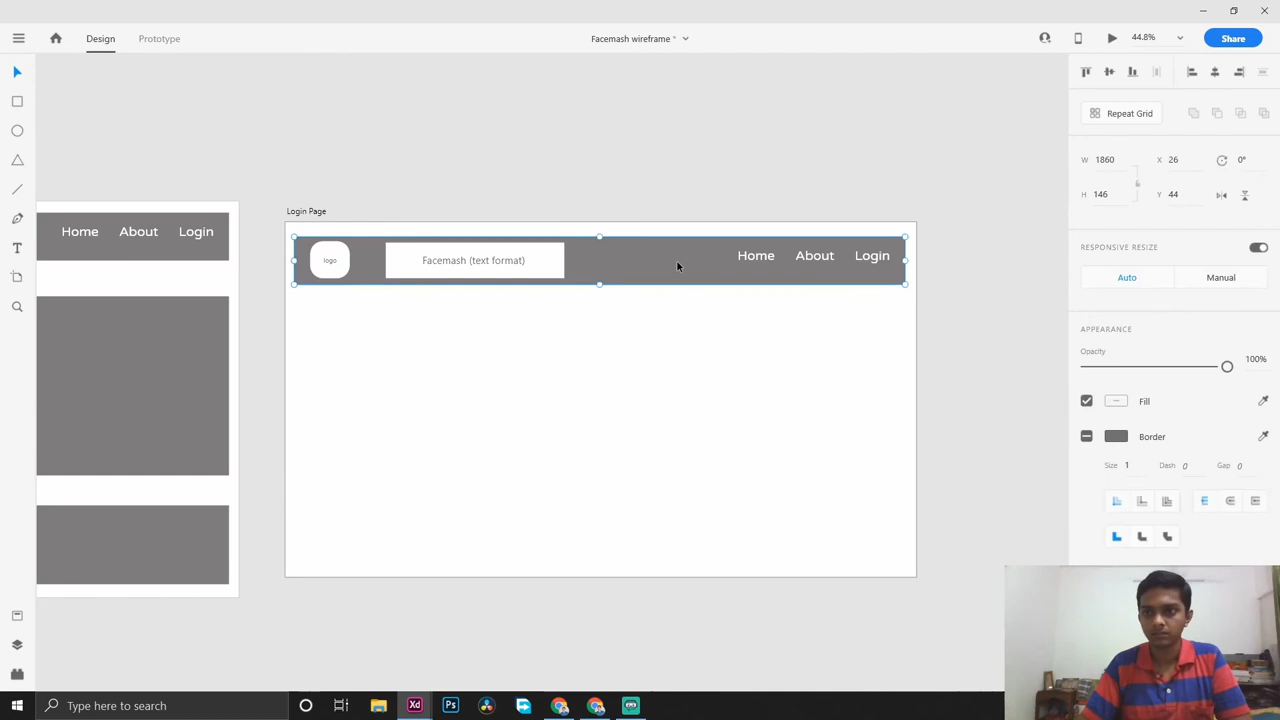 Design
Prototype
Facemash wireframe *
44.8%
Share
Repeat Grid
W 1860
X 26
0°
H 146
Y 44
RESPONSIVE RESIZE
Auto
Manual
APPEARANCE
Opacity
100%
Fill
Border
Size 1
Dash 0
Gap 0
Home
About
Login
Login Page
logo
Facemash (text format)
Home
About
Login
Type here to search
Xd
Ps